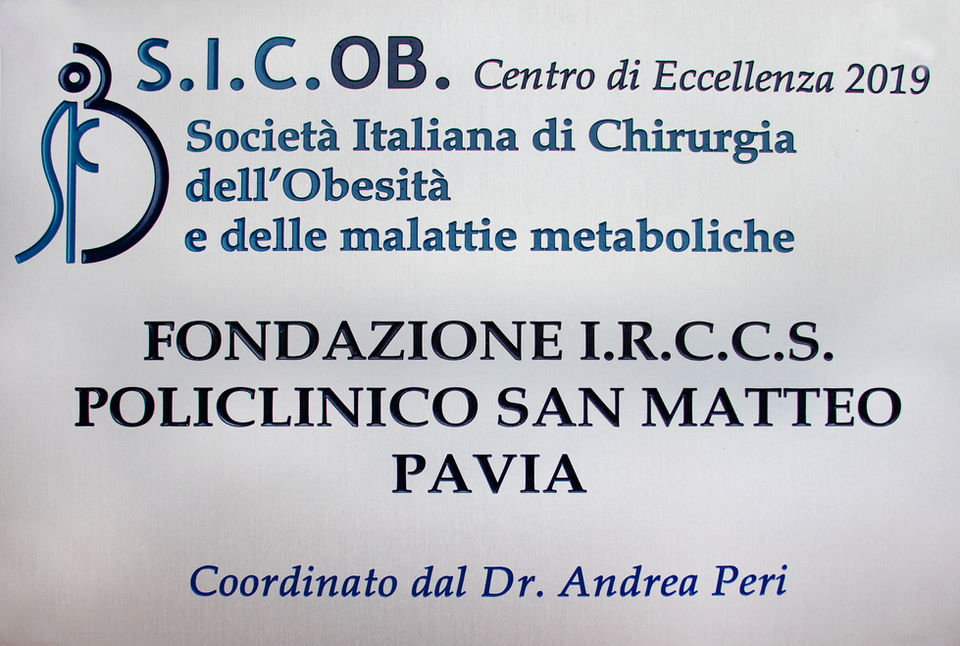 S.I.C.OB. Centro di Eccellenza 2019
Società Italiana di Chirurgia
dell'Obesità
e delle malattie metaboliche
FONDAZIONE I.R.C.C.S.
POLICLINICO SAN MATTEO
PAVIA
Coordinato dal Dr. Andrea Peri